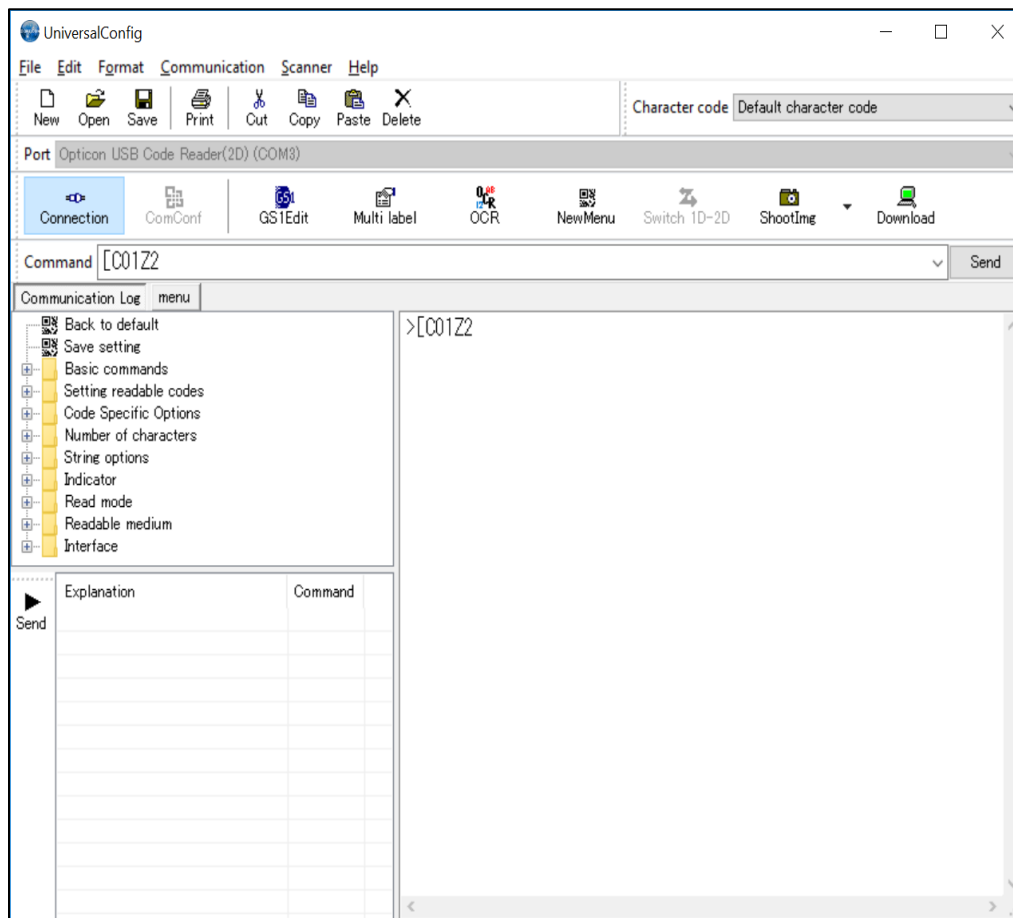 UniversalConfig
File Edit Format Communication Scanner Help
New Open Save Print Cut Copy Paste Delete
Character code Default character code
Port Opticon USB Code Reader(2D) (COM3)
Connection ComConf GS1Edit Multi label OCR NewMenu Switch 1D-2D ShootImg Download
Command [C01Z2 Send
Communication Log menu
Back to default
Save setting
Basic commands
Setting readable codes
Code Specific Options
Number of characters
String options
Indicator
Read mode
Readable medium
Interface
>[C01Z2
Send
Explanation Command